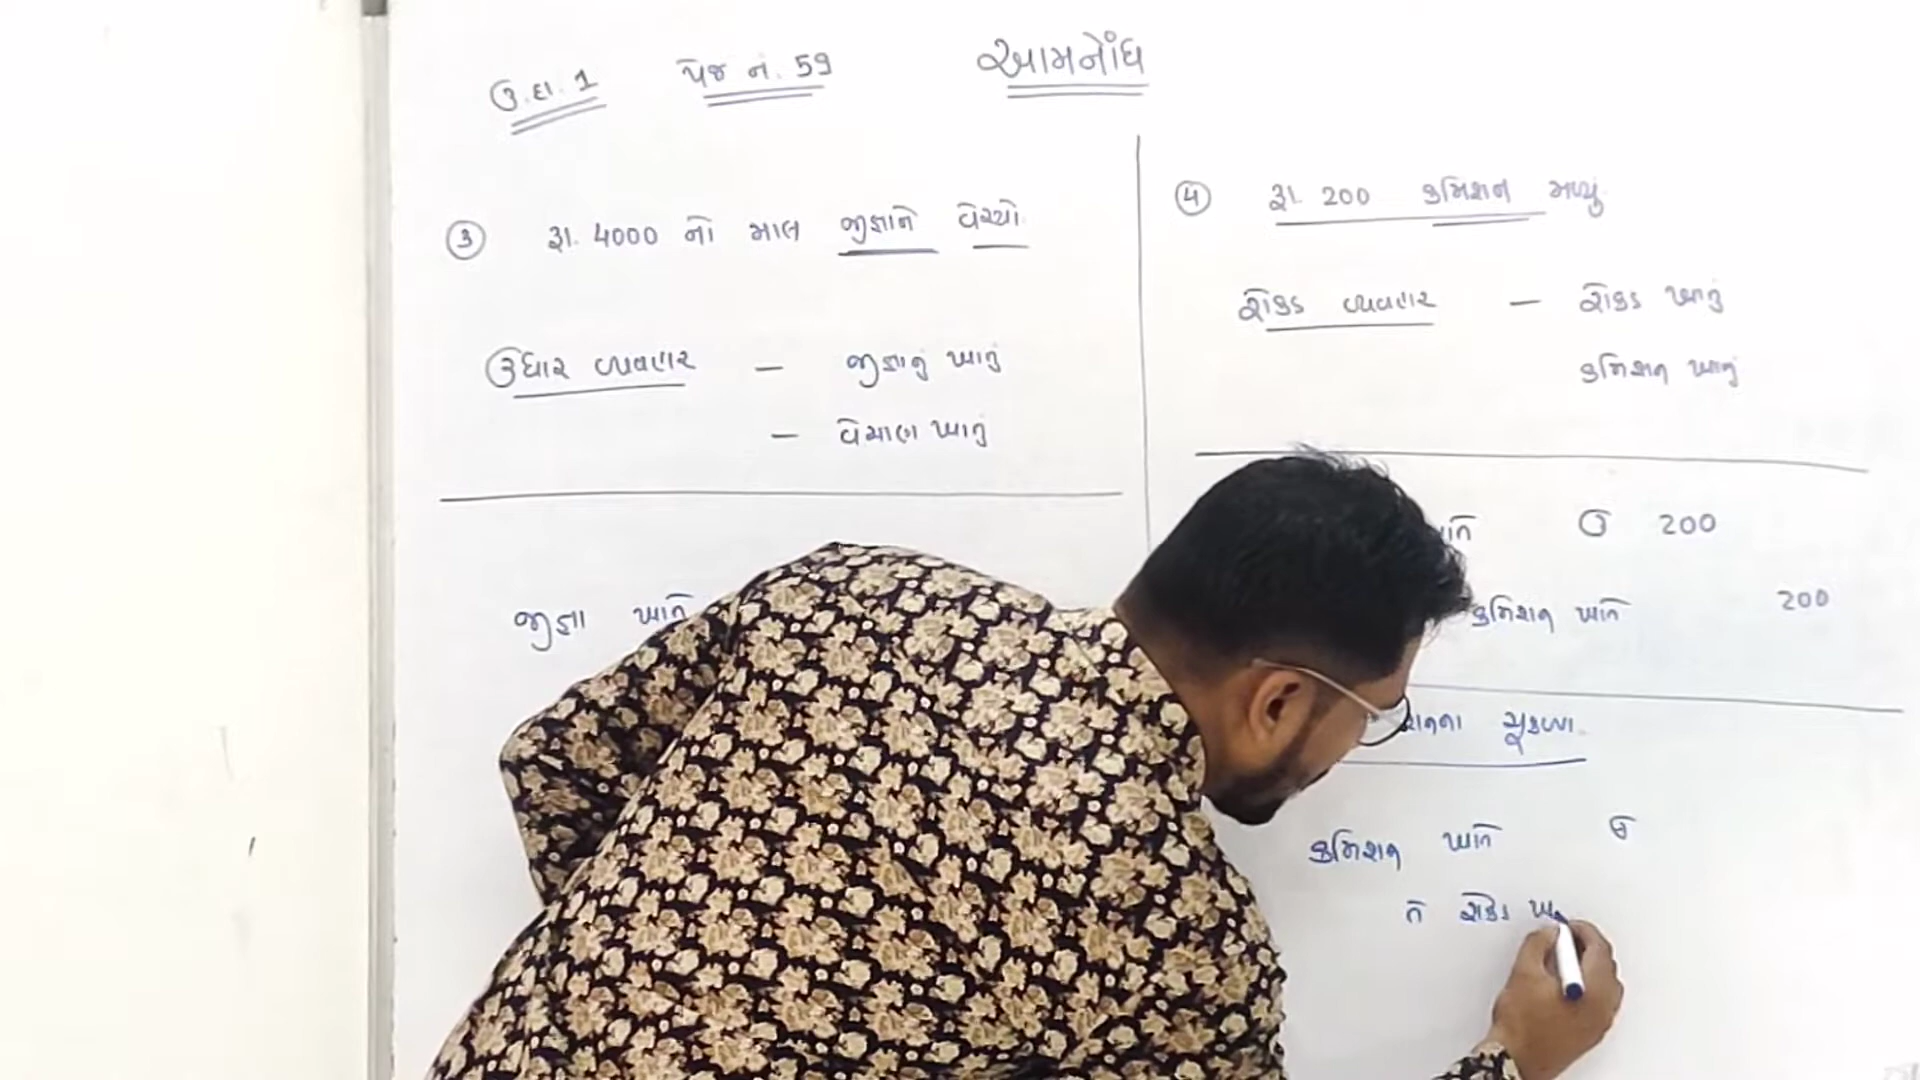 ઉ.દા. 1 પેજ નં. 59 આમનોંધ
③ રૂા. 4000 નો માલ જીજ્ઞાને વેચ્યો.
ઉધાર વ્યવહાર – જીજ્ઞાનું ખાતું
– વેચાણ ખાતું
જીજ્ઞા ખાતે
④ રૂા. 200 કમિશન મળ્યું.
રોકડ વ્યવહાર – રોકડ ખાતું
કમિશન ખાતું
ઉ 200
કમિશન ખાતે 200
ચૂકવ્યા.
કમિશન ખાતે ઉ
તે રોકડ